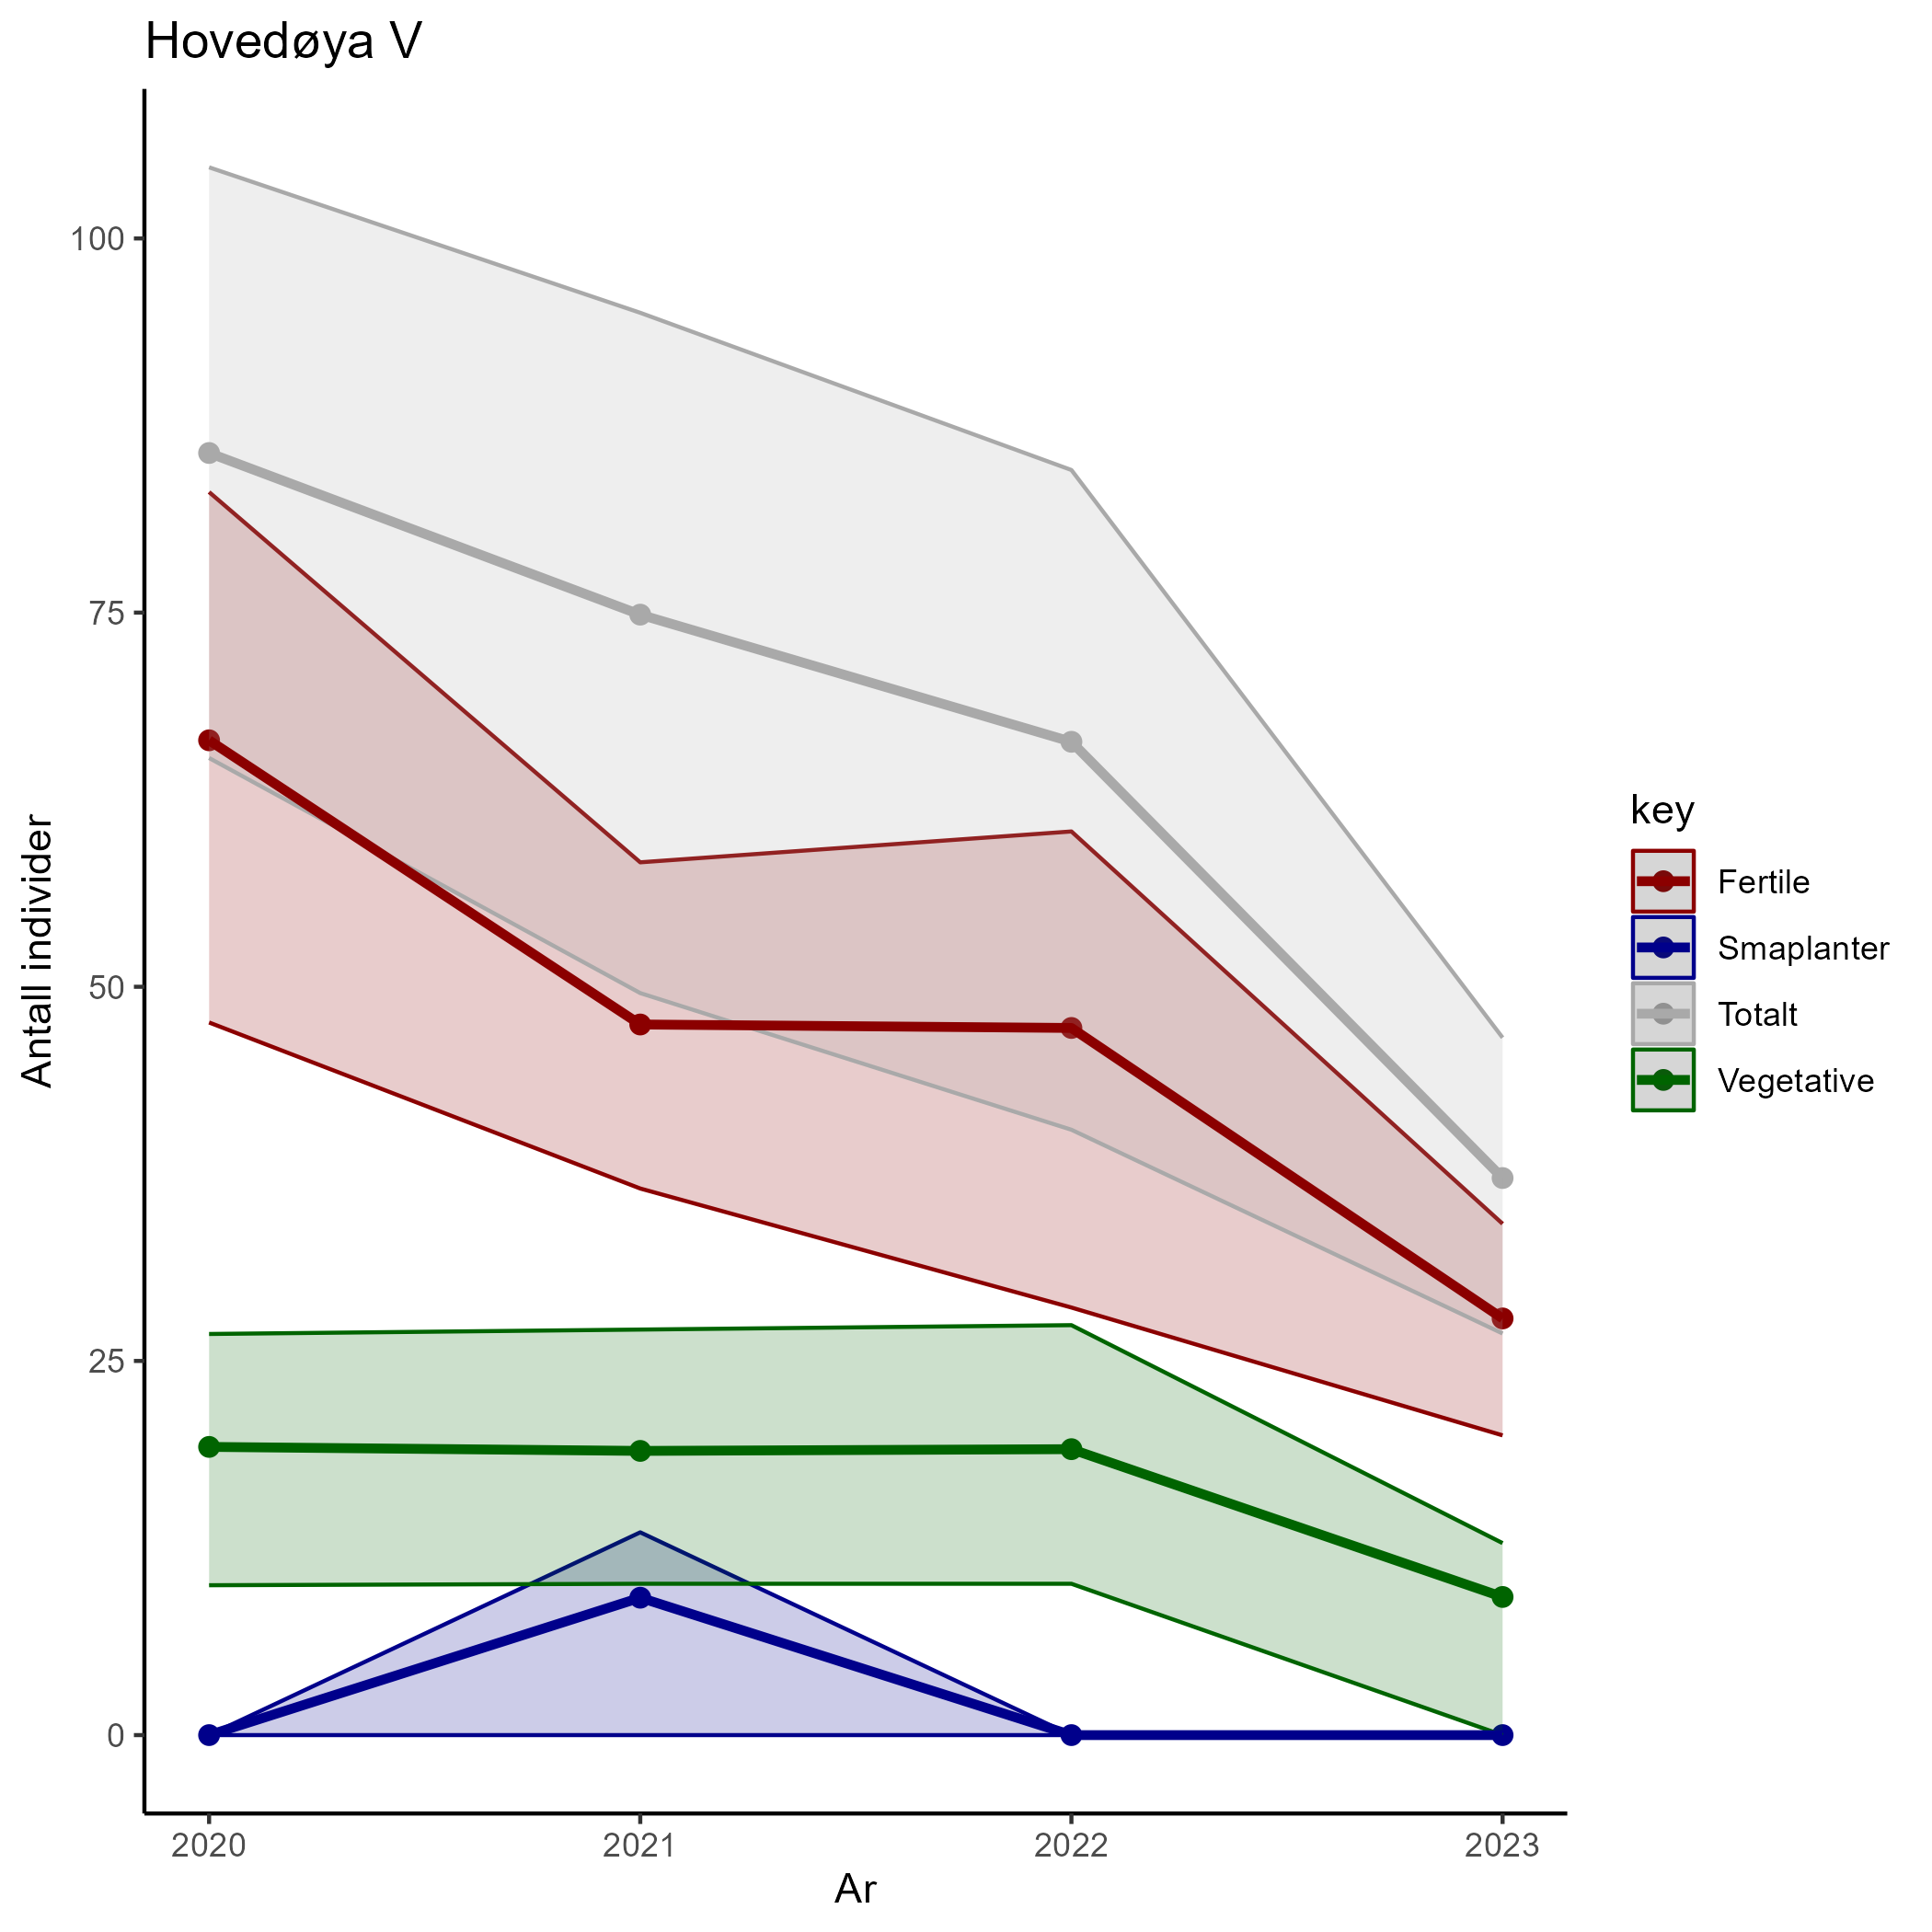 Hovedøya V
Antall individer
100
75
50
25
0
2020
2021
2022
2023
Ar
key
Fertile
Smaplanter
Totalt
Vegetative